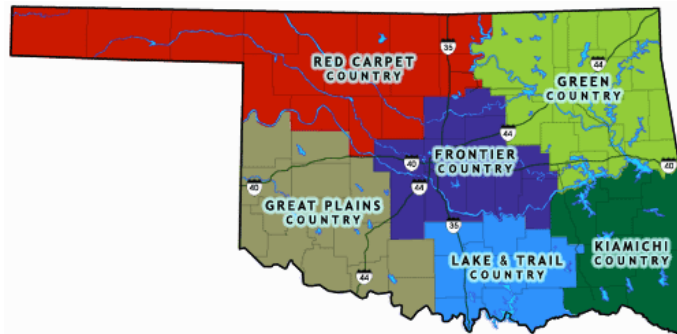 35
RED CARPET
COUNTRY
44
GREEN
COUNTRY
44
FRONTIER
COUNTRY
40
40
44
40
GREAT PLAINS
COUNTRY
35
KIAMICHI
COUNTRY
LAKE & TRAIL
COUNTRY
44